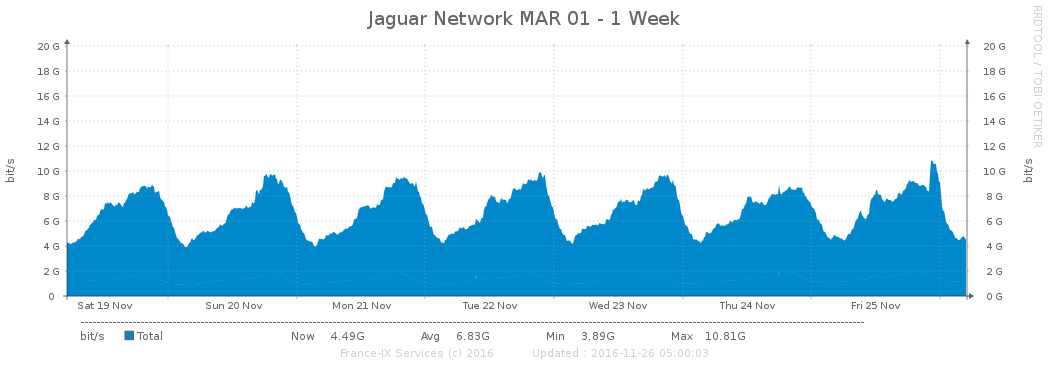 Jaguar Network MAR 01 - 1 Week
RRDTOOL / TOBI OETIKER
bit/s
bit/s
20 G 20 G
18 G 18 G
16 G 16 G
14 G 14 G
12 G 12 G
10 G 10 G
8 G 8 G
6 G 6 G
4 G 4 G
2 G 2 G
0 0 G
Sat 19 Nov Sun 20 Nov Mon 21 Nov Tue 22 Nov Wed 23 Nov Thu 24 Nov Fri 25 Nov
bit/s Total Now 4.49G Avg 6.83G Min 3.89G Max 10.81G
France-IX Services (c) 2016 Updated : 2016-11-26 05:00:03